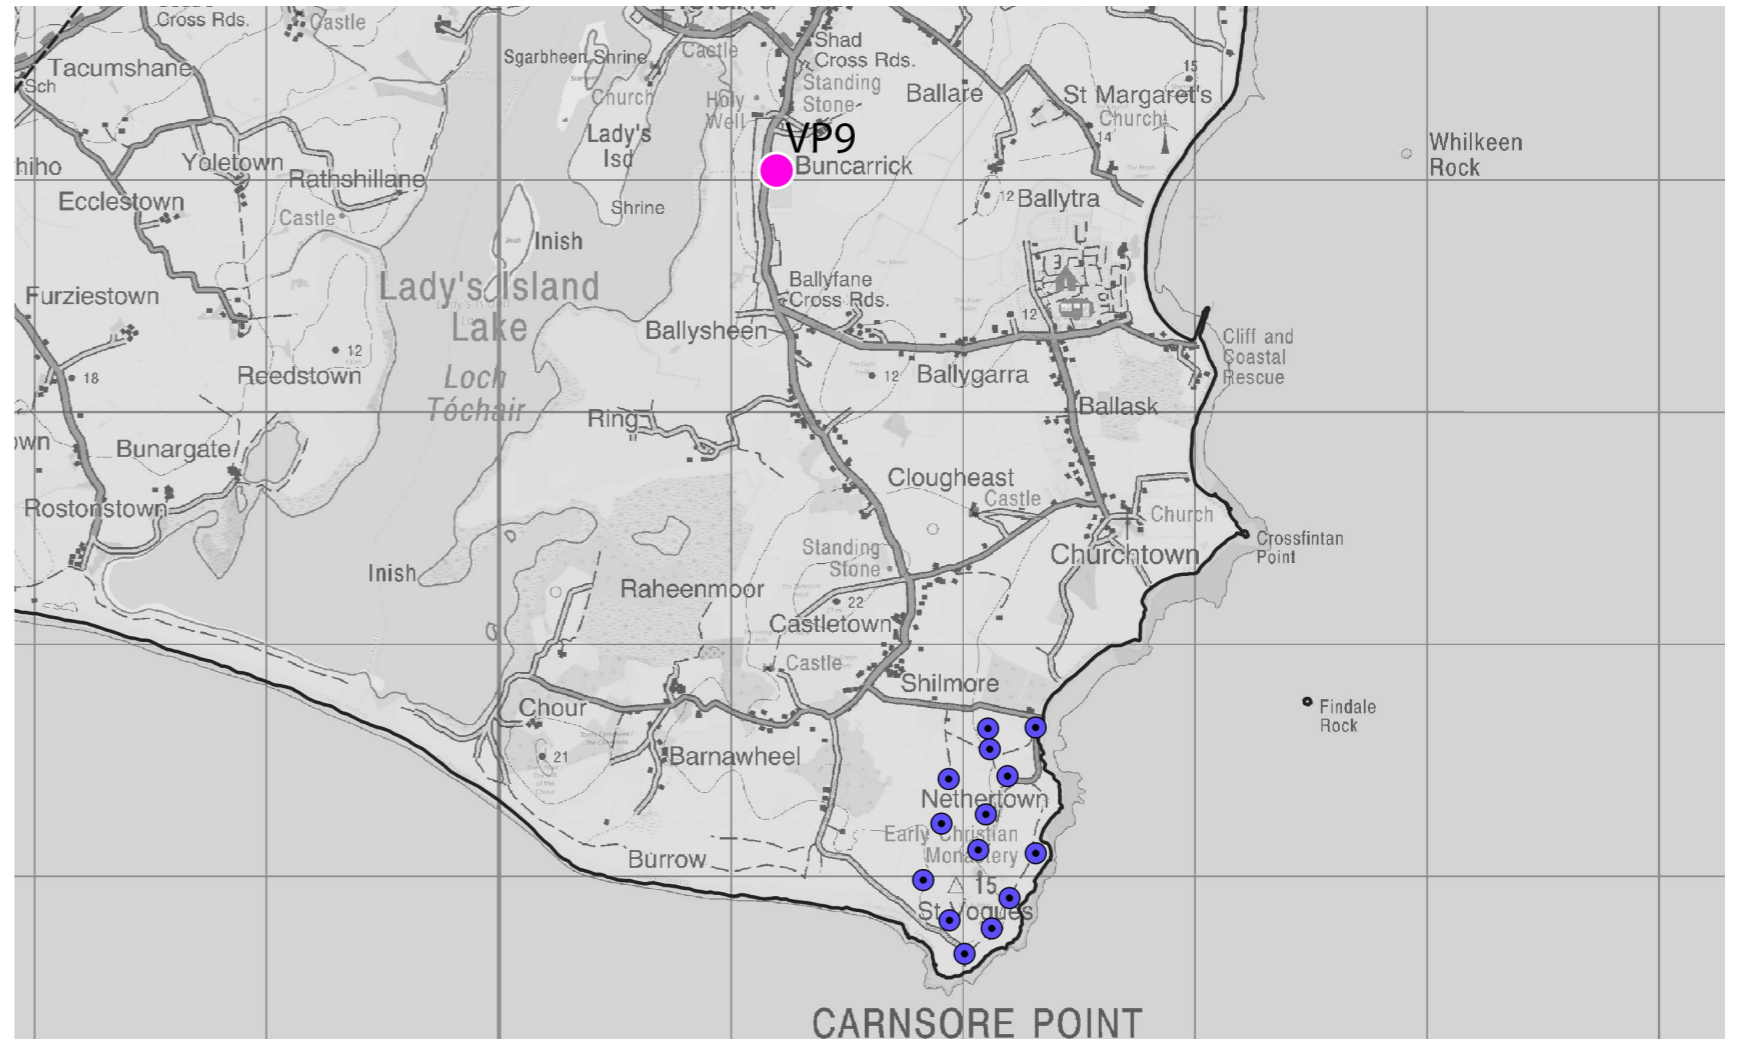 Cross Rds.
Castle
Tacumshane
Sch
Sgarbheen
Shrine
Castle
Shad
Cross Rds.
Church
Holy
Well
Standing
Stone
Ballare
15
St Margaret's
Church
14
Lady's
Isd
VP9
Whilkeen
Rock
hiho
Yoletown
Rathshillane
Buncarrick
Ecclestown
Castle
Shrine
12
Ballytra
Inish
Lady's Island
Lake
Loch
Tóchair
Furziestown
Ballyfane
Cross Rds.
Ballysheen
12
Cliff and
Coastal
Rescue
12
Reedstown
18
12
Ballygarra
Ballask
Ring
own
Bunargate
Clougheast
Castle
Rostonstown
Church
Crossfintan
Point
Churchtown
Standing
Stone
Inish
Raheenmoor
22
Castletown
Castle
Shilmore
Chour
Findale
Rock
21
Barnawheel
Nethertown
Early Christian
Monastery
Burrow
15
St Vogues
CARNSORE POINT